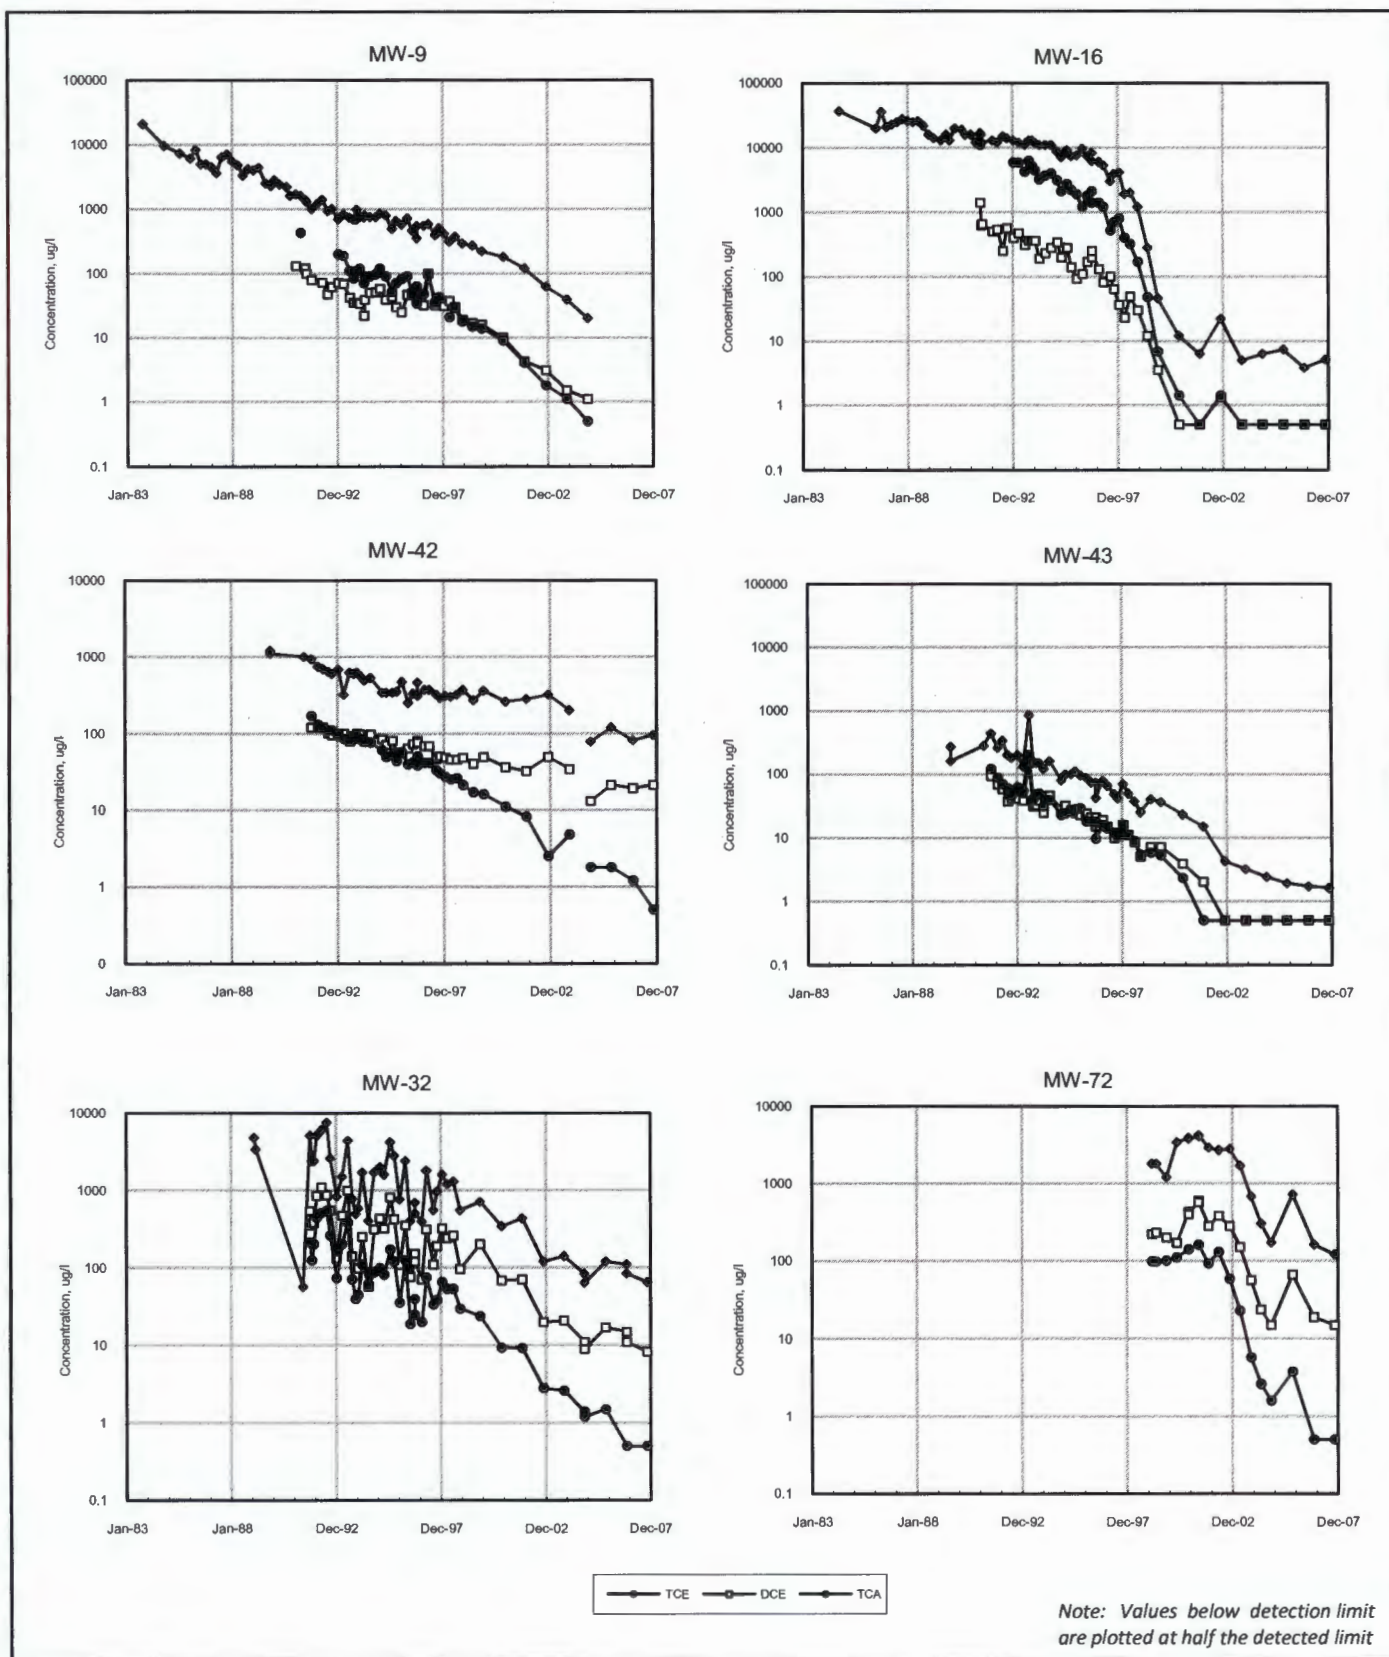 MW-9
100000
10000
1000
100
10
1
0.1
Concentration, ug/l
Jan-83 Jan-88 Dec-92 Dec-97 Dec-02 Dec-07
MW-16
100000
10000
1000
100
10
1
0.1
Concentration, ug/l
Jan-83 Jan-88 Dec-92 Dec-97 Dec-02 Dec-07
MW-42
10000
1000
100
10
1
0
Concentration, ug/l
Jan-83 Jan-88 Dec-92 Dec-97 Dec-02 Dec-07
MW-43
100000
10000
1000
100
10
1
0.1
Concentration, ug/l
Jan-83 Jan-88 Dec-92 Dec-97 Dec-02 Dec-07
MW-32
10000
1000
100
10
1
0.1
Concentration, ug/l
Jan-83 Jan-88 Dec-92 Dec-97 Dec-02 Dec-07
MW-72
10000
1000
100
10
1
0.1
Concentration, ug/l
Jan-83 Jan-88 Dec-92 Dec-97 Dec-02 Dec-07
TCE DCE TCA
Note: Values below detection limit
are plotted at half the detected limit